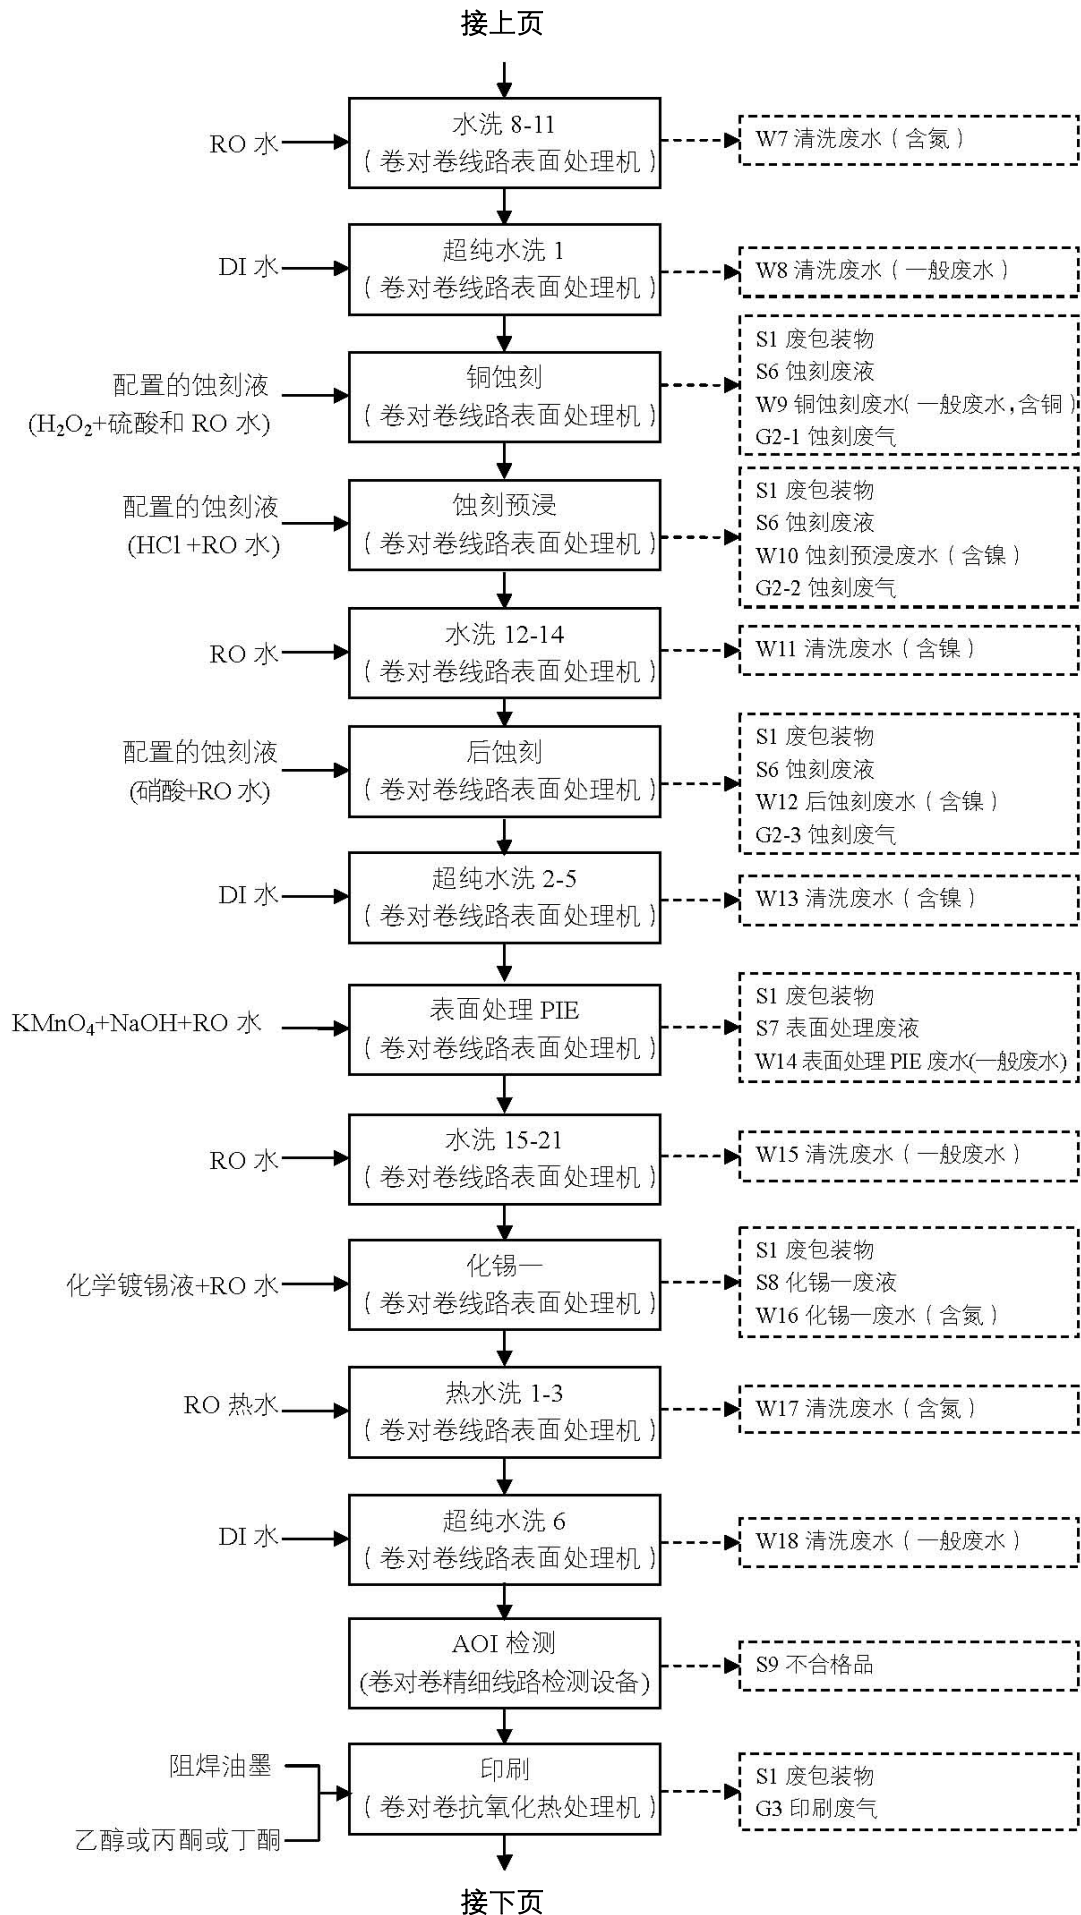 接上页
RO 水
水洗 8-11
（卷对卷线路表面处理机）
W7 清洗废水（含氮）
DI 水
超纯水洗 1
（卷对卷线路表面处理机）
W8 清洗废水（一般废水）
配置的蚀刻液
(H₂O₂+硫酸和 RO 水)
铜蚀刻
（卷对卷线路表面处理机）
S1 废包装物
S6 蚀刻废液
W9 铜蚀刻废水(一般废水,含铜)
G2-1 蚀刻废气
配置的蚀刻液
(HCl +RO 水)
蚀刻预浸
（卷对卷线路表面处理机）
S1 废包装物
S6 蚀刻废液
W10 蚀刻预浸废水（含镍）
G2-2 蚀刻废气
RO 水
水洗 12-14
（卷对卷线路表面处理机）
W11 清洗废水（含镍）
配置的蚀刻液
(硝酸+RO 水)
后蚀刻
（卷对卷线路表面处理机）
S1 废包装物
S6 蚀刻废液
W12 后蚀刻废水（含镍）
G2-3 蚀刻废气
DI 水
超纯水洗 2-5
（卷对卷线路表面处理机）
W13 清洗废水（含镍）
KMnO₄+NaOH+RO 水
表面处理 PIE
（卷对卷线路表面处理机）
S1 废包装物
S7 表面处理废液
W14 表面处理 PIE 废水(一般废水)
RO 水
水洗 15-21
（卷对卷线路表面处理机）
W15 清洗废水（一般废水）
化学镀锡液+RO 水
化锡一
（卷对卷线路表面处理机）
S1 废包装物
S8 化锡一废液
W16 化锡一废水（含氮）
RO 热水
热水洗 1-3
（卷对卷线路表面处理机）
W17 清洗废水（含氮）
DI 水
超纯水洗 6
（卷对卷线路表面处理机）
W18 清洗废水（一般废水）
AOI 检测
(卷对卷精细线路检测设备)
S9 不合格品
阻焊油墨
乙醇或丙酮或丁酮
印刷
（卷对卷抗氧化热处理机）
S1 废包装物
G3 印刷废气
接下页